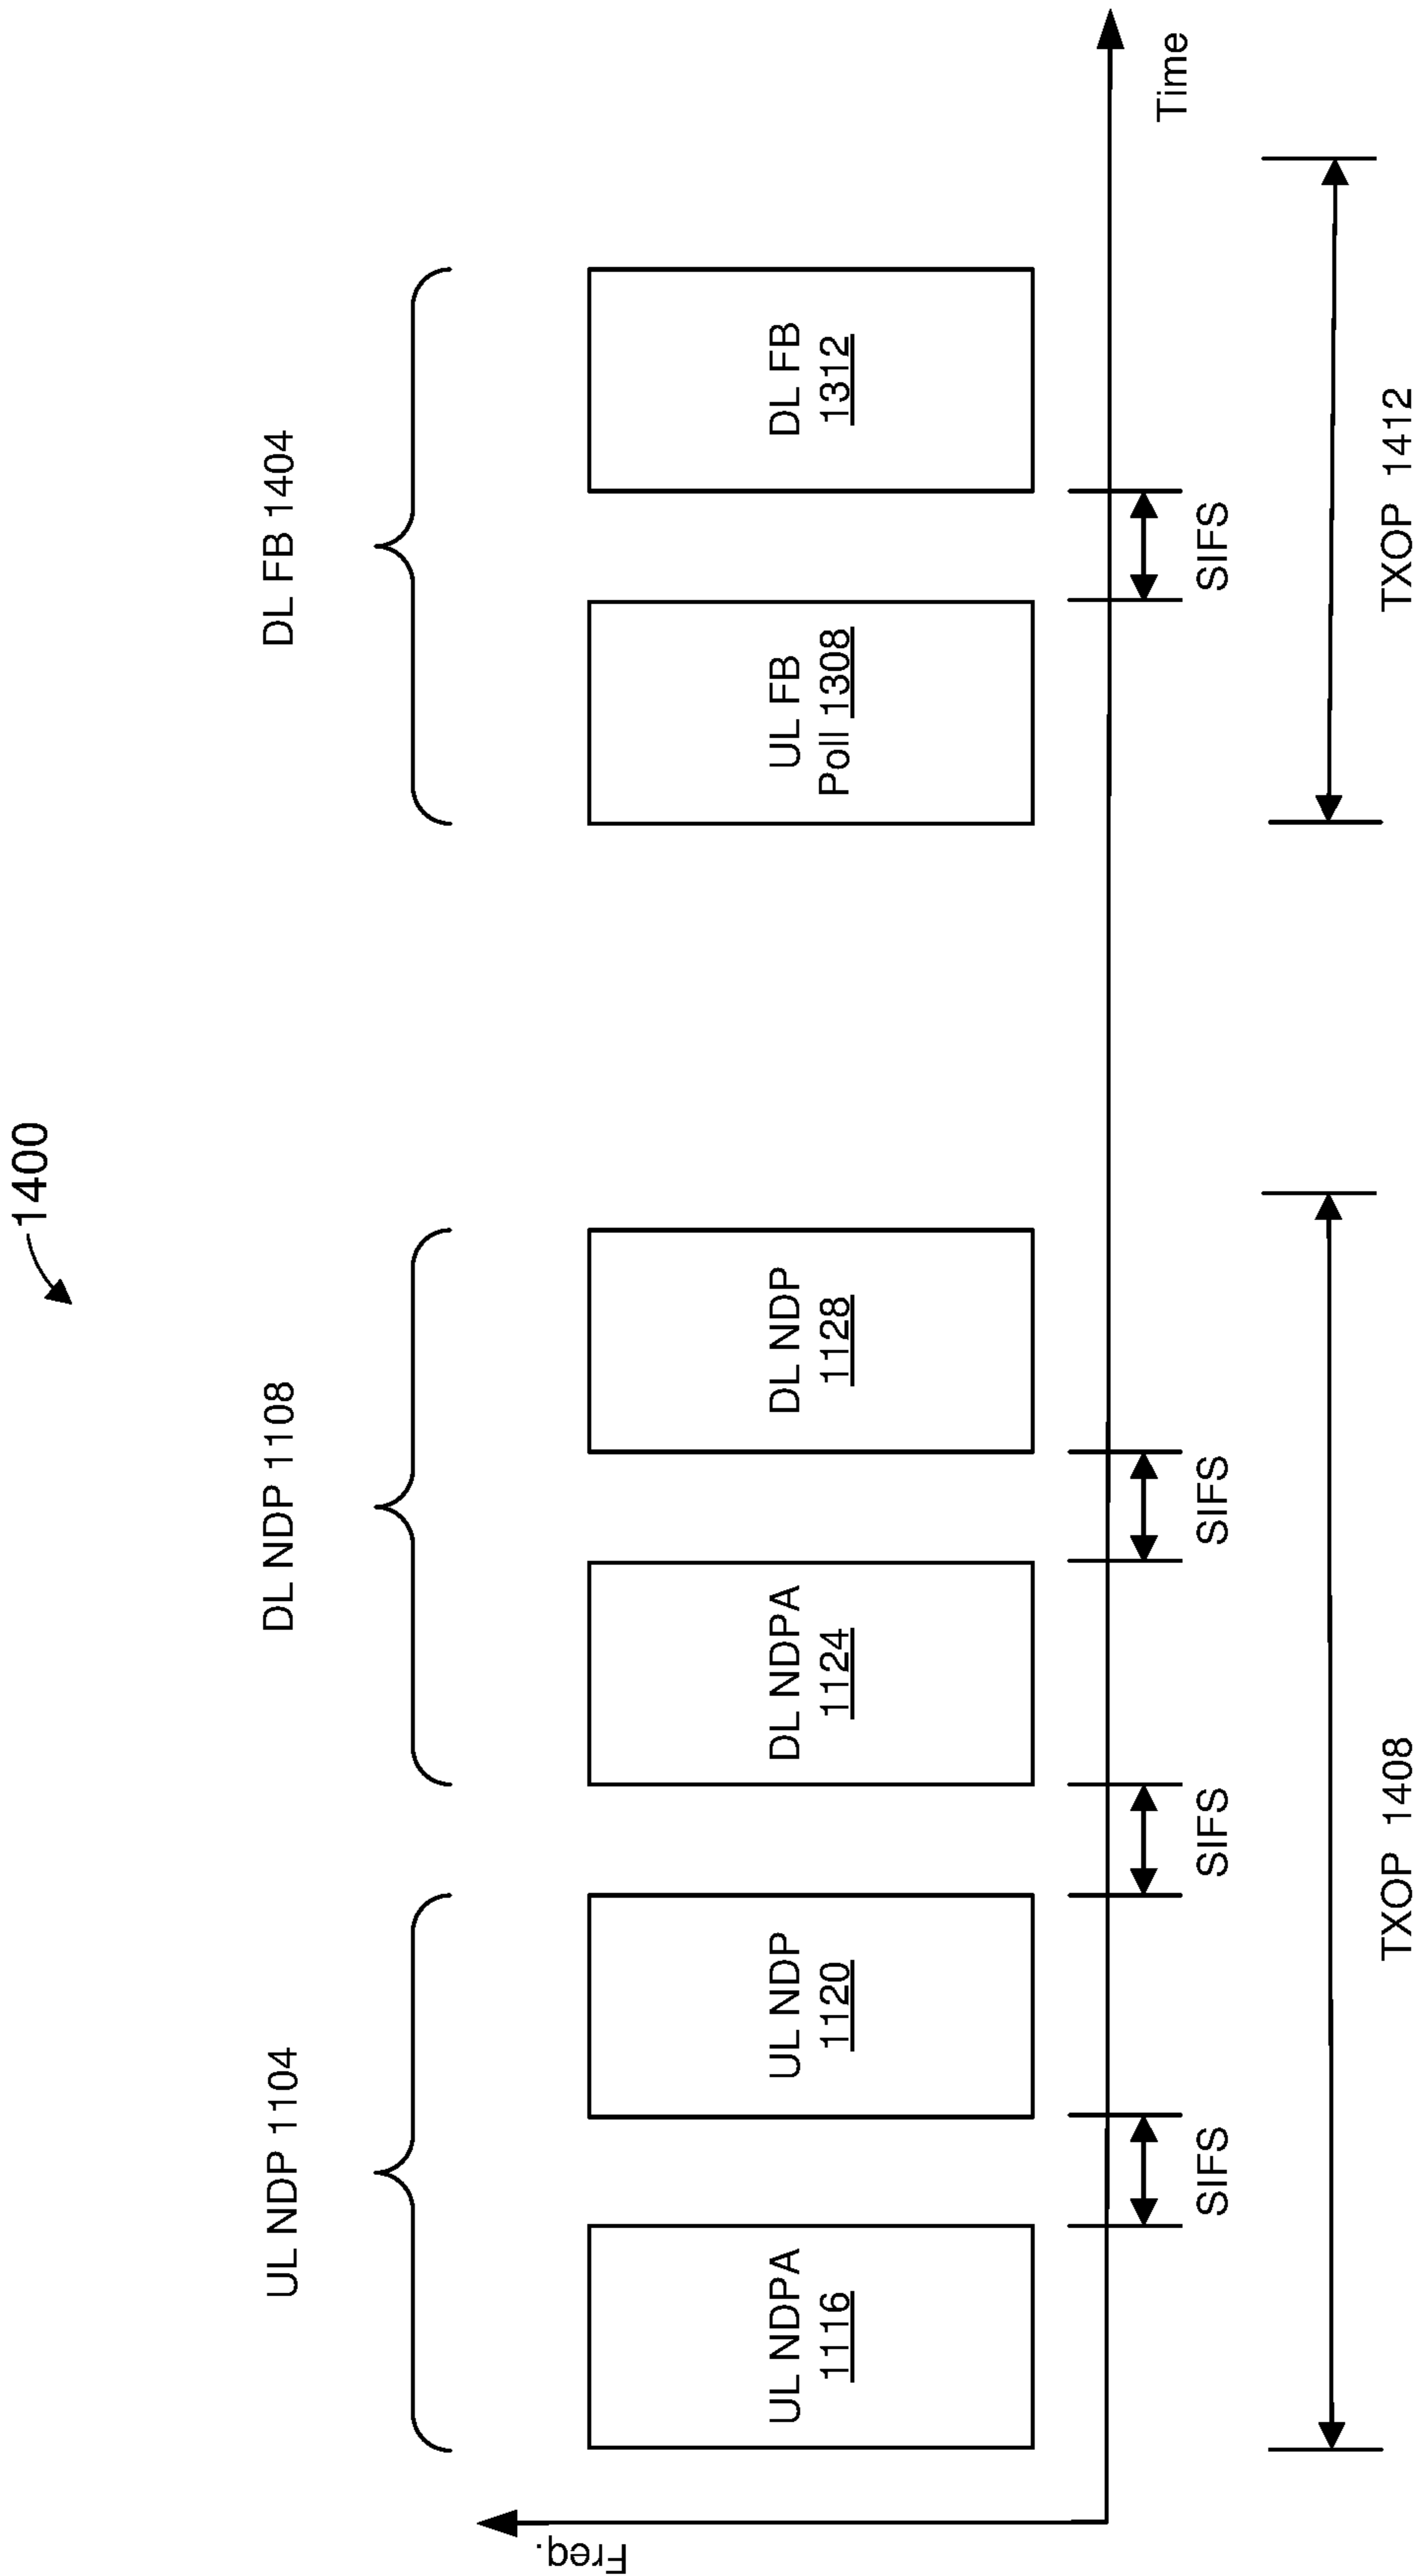 1400
UL NDP 1104
DL NDP 1108
DL FB 1404
Freq.
UL NDPA
1116
UL NDP
1120
DL NDPA
1124
DL NDP
1128
UL FB
Poll 1308
DL FB
1312
Time
SIFS
SIFS
SIFS
SIFS
TXOP 1408
TXOP 1412